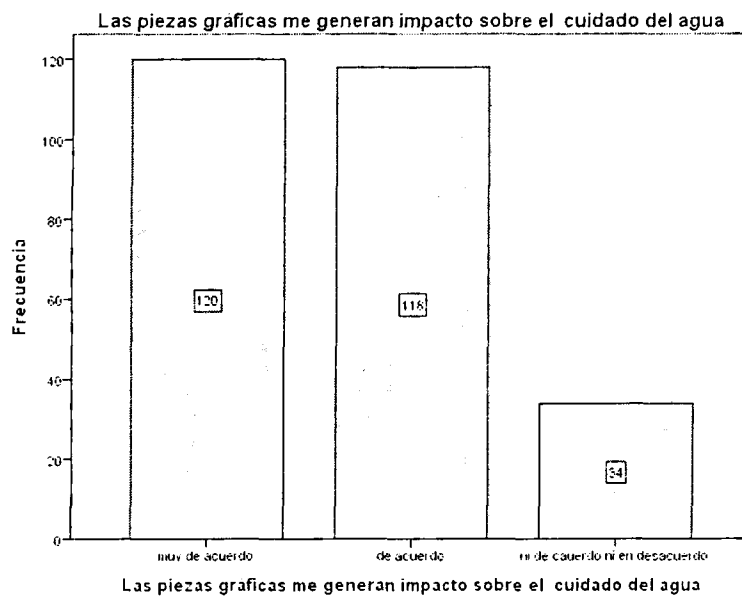 Las piezas gráficas me generan impacto sobre el cuidado del agua
120
100
80
60
40
20
0
Frecuencia
120
118
34
muy de acuerdo
de acuerdo
ni de cauerdo ni en desacuerdo
Las piezas gráficas me generan impacto sobre el cuidado del agua